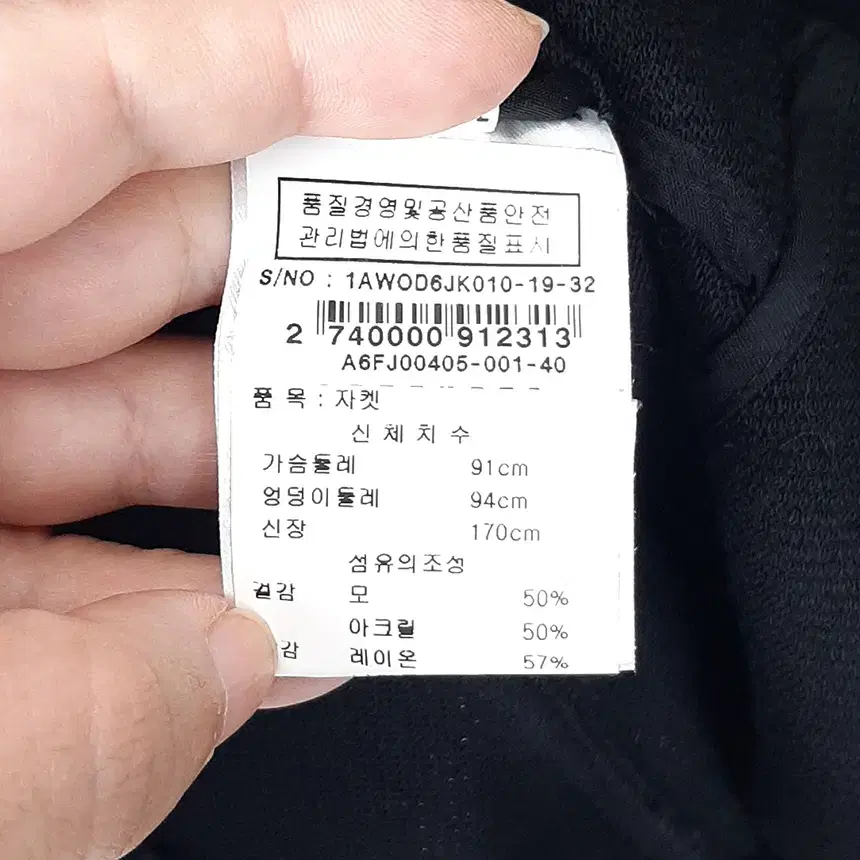 품질경영및공산품안전
관리법에의한품질표시
S/NO : 1AWOD6JK010-19-32
2 740000 912313
A6FJ00405-001-40
품 목 : 자켓
신 체 치 수
가슴둘레 91cm
엉덩이둘레 94cm
신장 170cm
섬유의조성
겉감 모 50%
아크릴 50%
감 레이온 57%